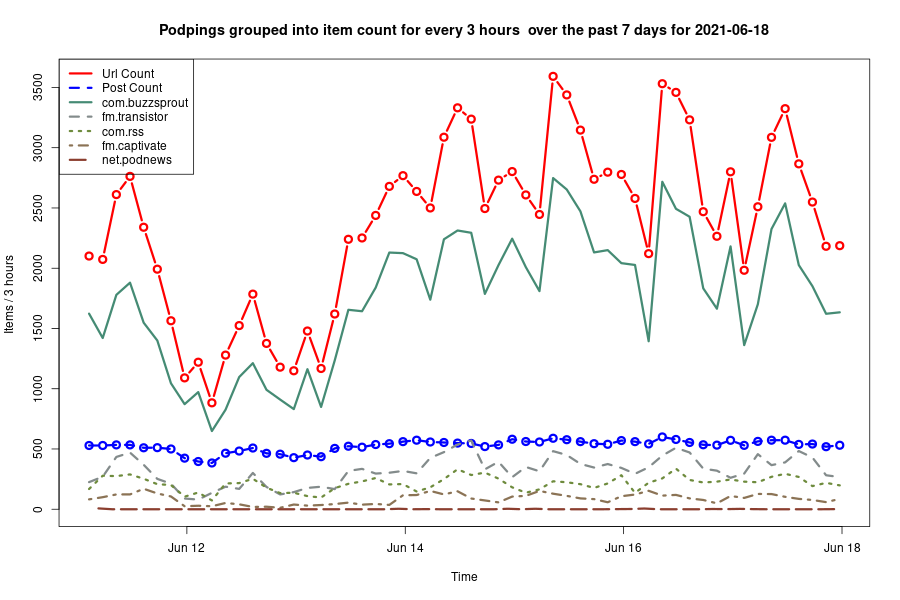 Podpings grouped into item count for every 3 hours  over the past 7 days for 2021-06-18
Url Count
Post Count
com.buzzsprout
fm.transistor
com.rss
fm.captivate
net.podnews
Items / 3 hours
3500
3000
2500
2000
1500
1000
500
0
Jun 12
Jun 14
Jun 16
Jun 18
Time